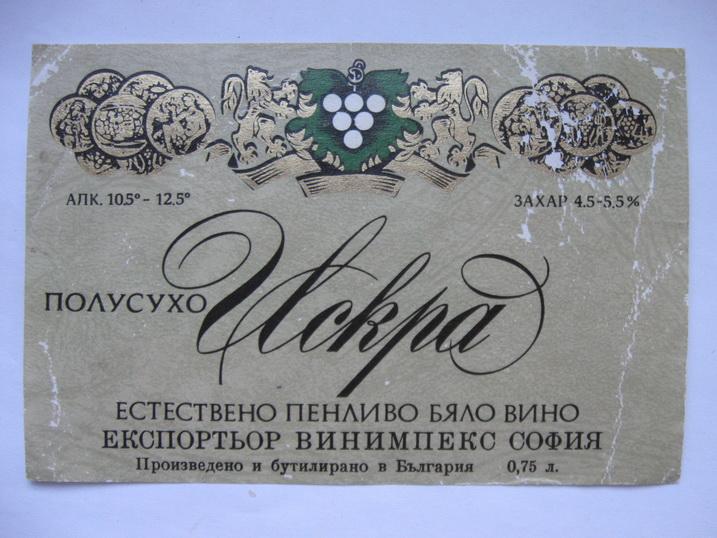 АЛК. 10.5° - 12.5° ЗАХАР 4.5-5.5%
ПОЛУСУХО Искра
ЕСТЕСТВЕНО ПЕНЛИВО БЯЛО ВИНО
ЕКСПОРТЬОР ВИНИМПЕКС СОФИЯ
Произведено и бутилирано в България 0,75 л.